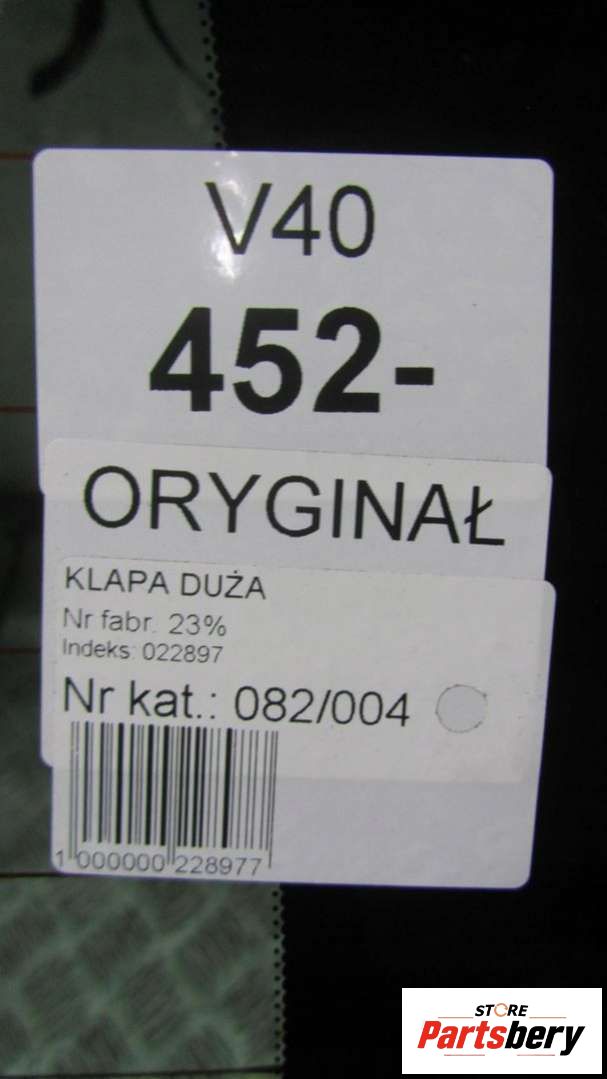 V40
452-
ORYGINAŁ
KLAPA DUŻA
Nr fabr. 23%
Indeks: 022897
Nr kat.: 082/004
1 000000 228977
STORE
Partsbery